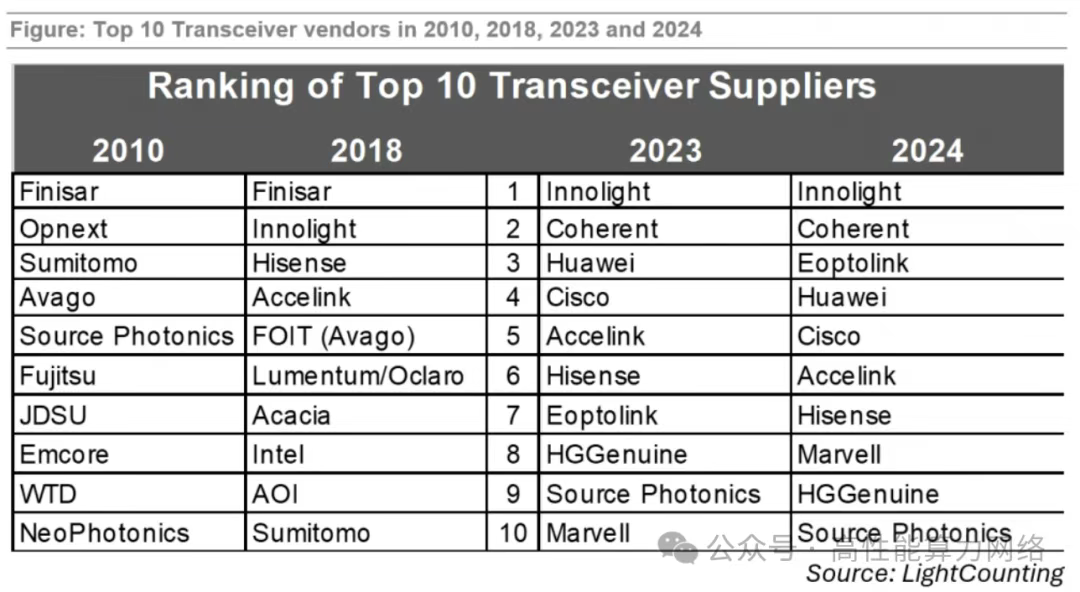 Figure: Top 10 Transceiver vendors in 2010, 2018, 2023 and 2024
Ranking of Top 10 Transceiver Suppliers
2010 2018 2023 2024
Finisar Finisar 1 Innolight Innolight
Opnext Innolight 2 Coherent Coherent
Sumitomo Hisense 3 Huawei Eoptolink
Avago Accelink 4 Cisco Huawei
Source Photonics FOIT (Avago) 5 Accelink Cisco
Fujitsu Lumentum/Oclaro 6 Hisense Accelink
JDSU Acacia 7 Eoptolink Hisense
Emcore Intel 8 HGGenuine Marvell
WTD AOI 9 Source Photonics HGGenuine
NeoPhotonics Sumitomo 10 Marvell Source Photonics
公众号 · 高性能算力网络
Source: LightCounting